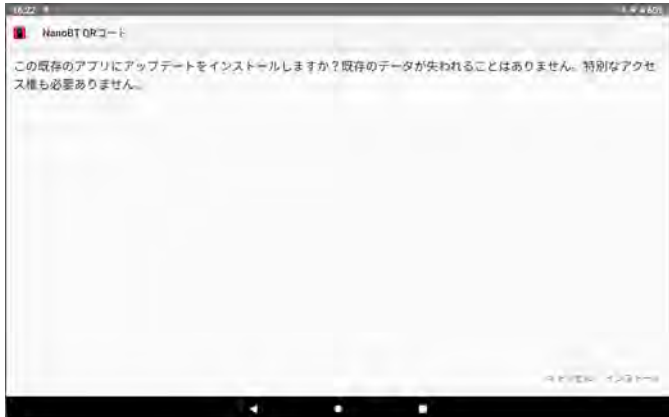 16:22
60%
NanoBT QRコード
この既存のアプリにアップデートをインストールしますか？既存のデータが失われることはありません。特別なアクセ
ス権も必要ありません。
キャンセル インストール